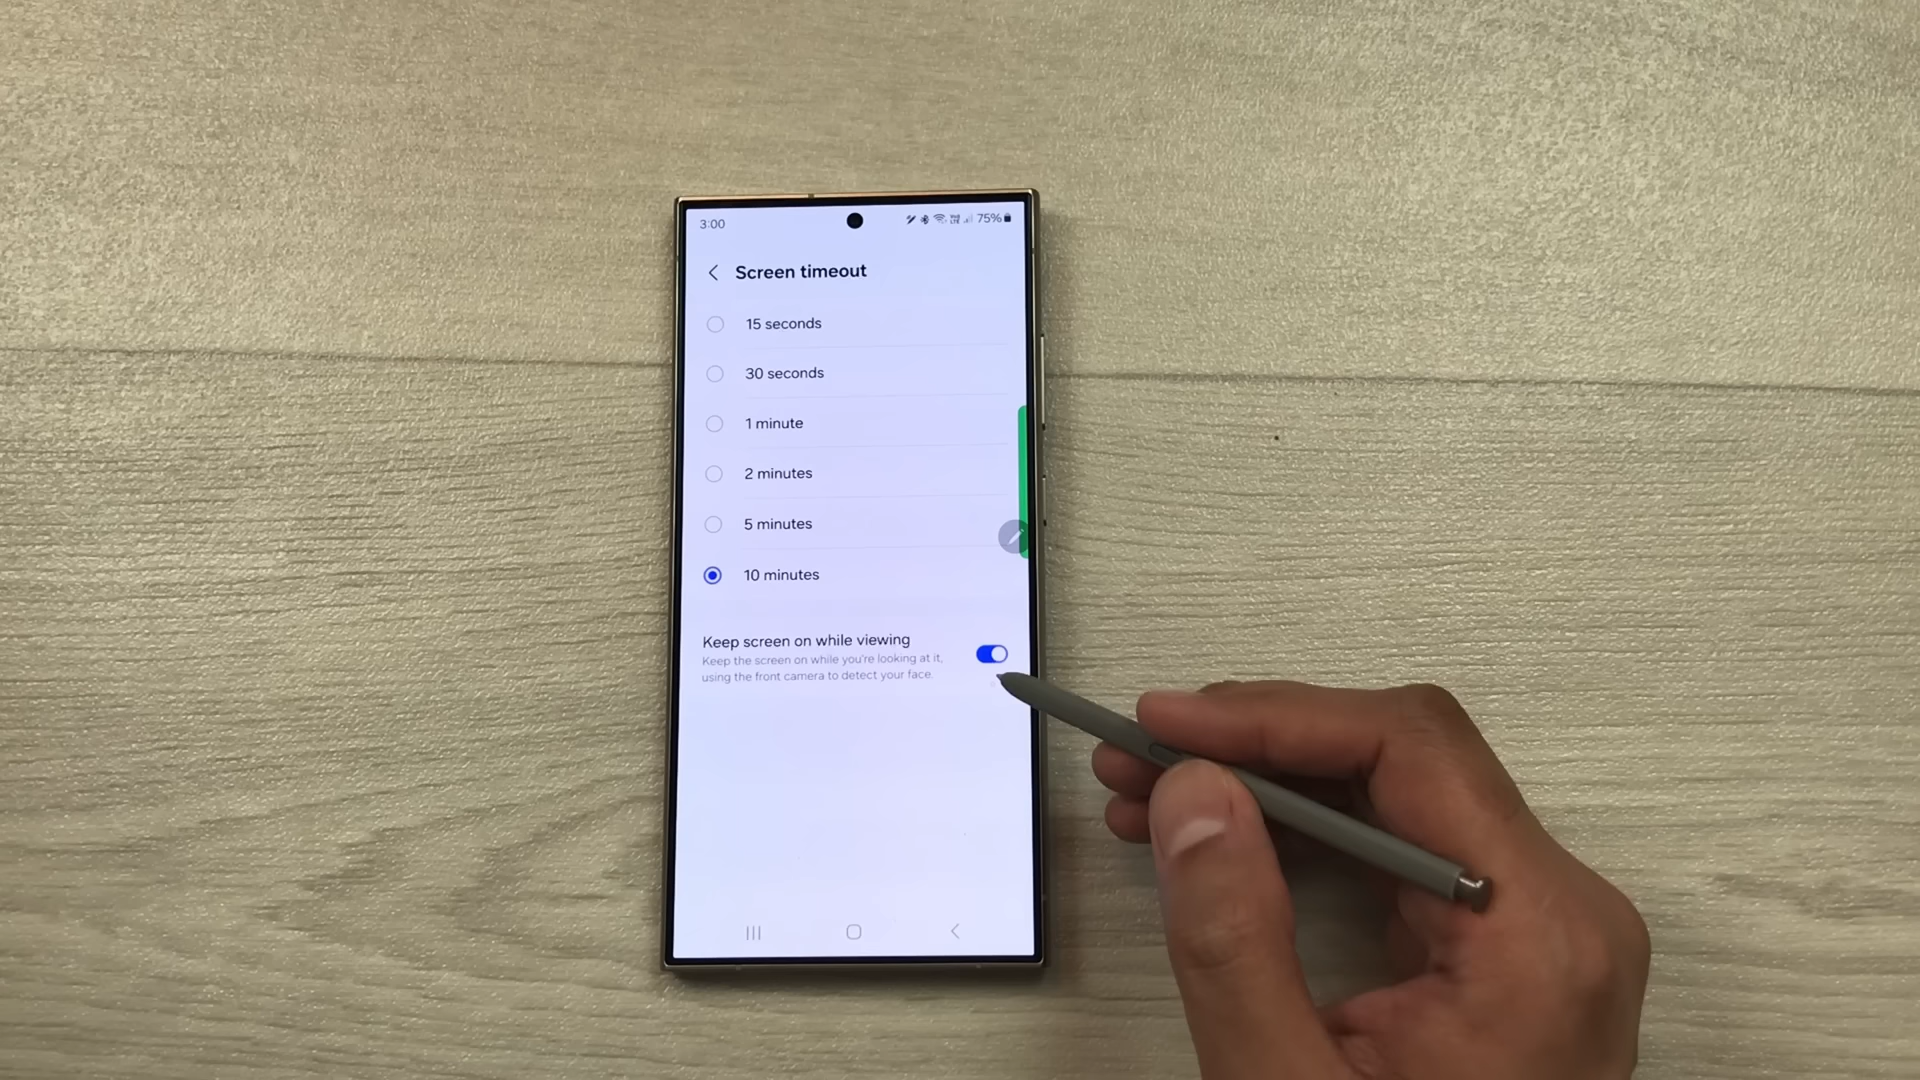 3:00
75%
Screen timeout
15 seconds
30 seconds
1 minute
2 minutes
5 minutes
10 minutes
Keep screen on while viewing
Keep the screen on while you're looking at it,
using the front camera to detect your face.